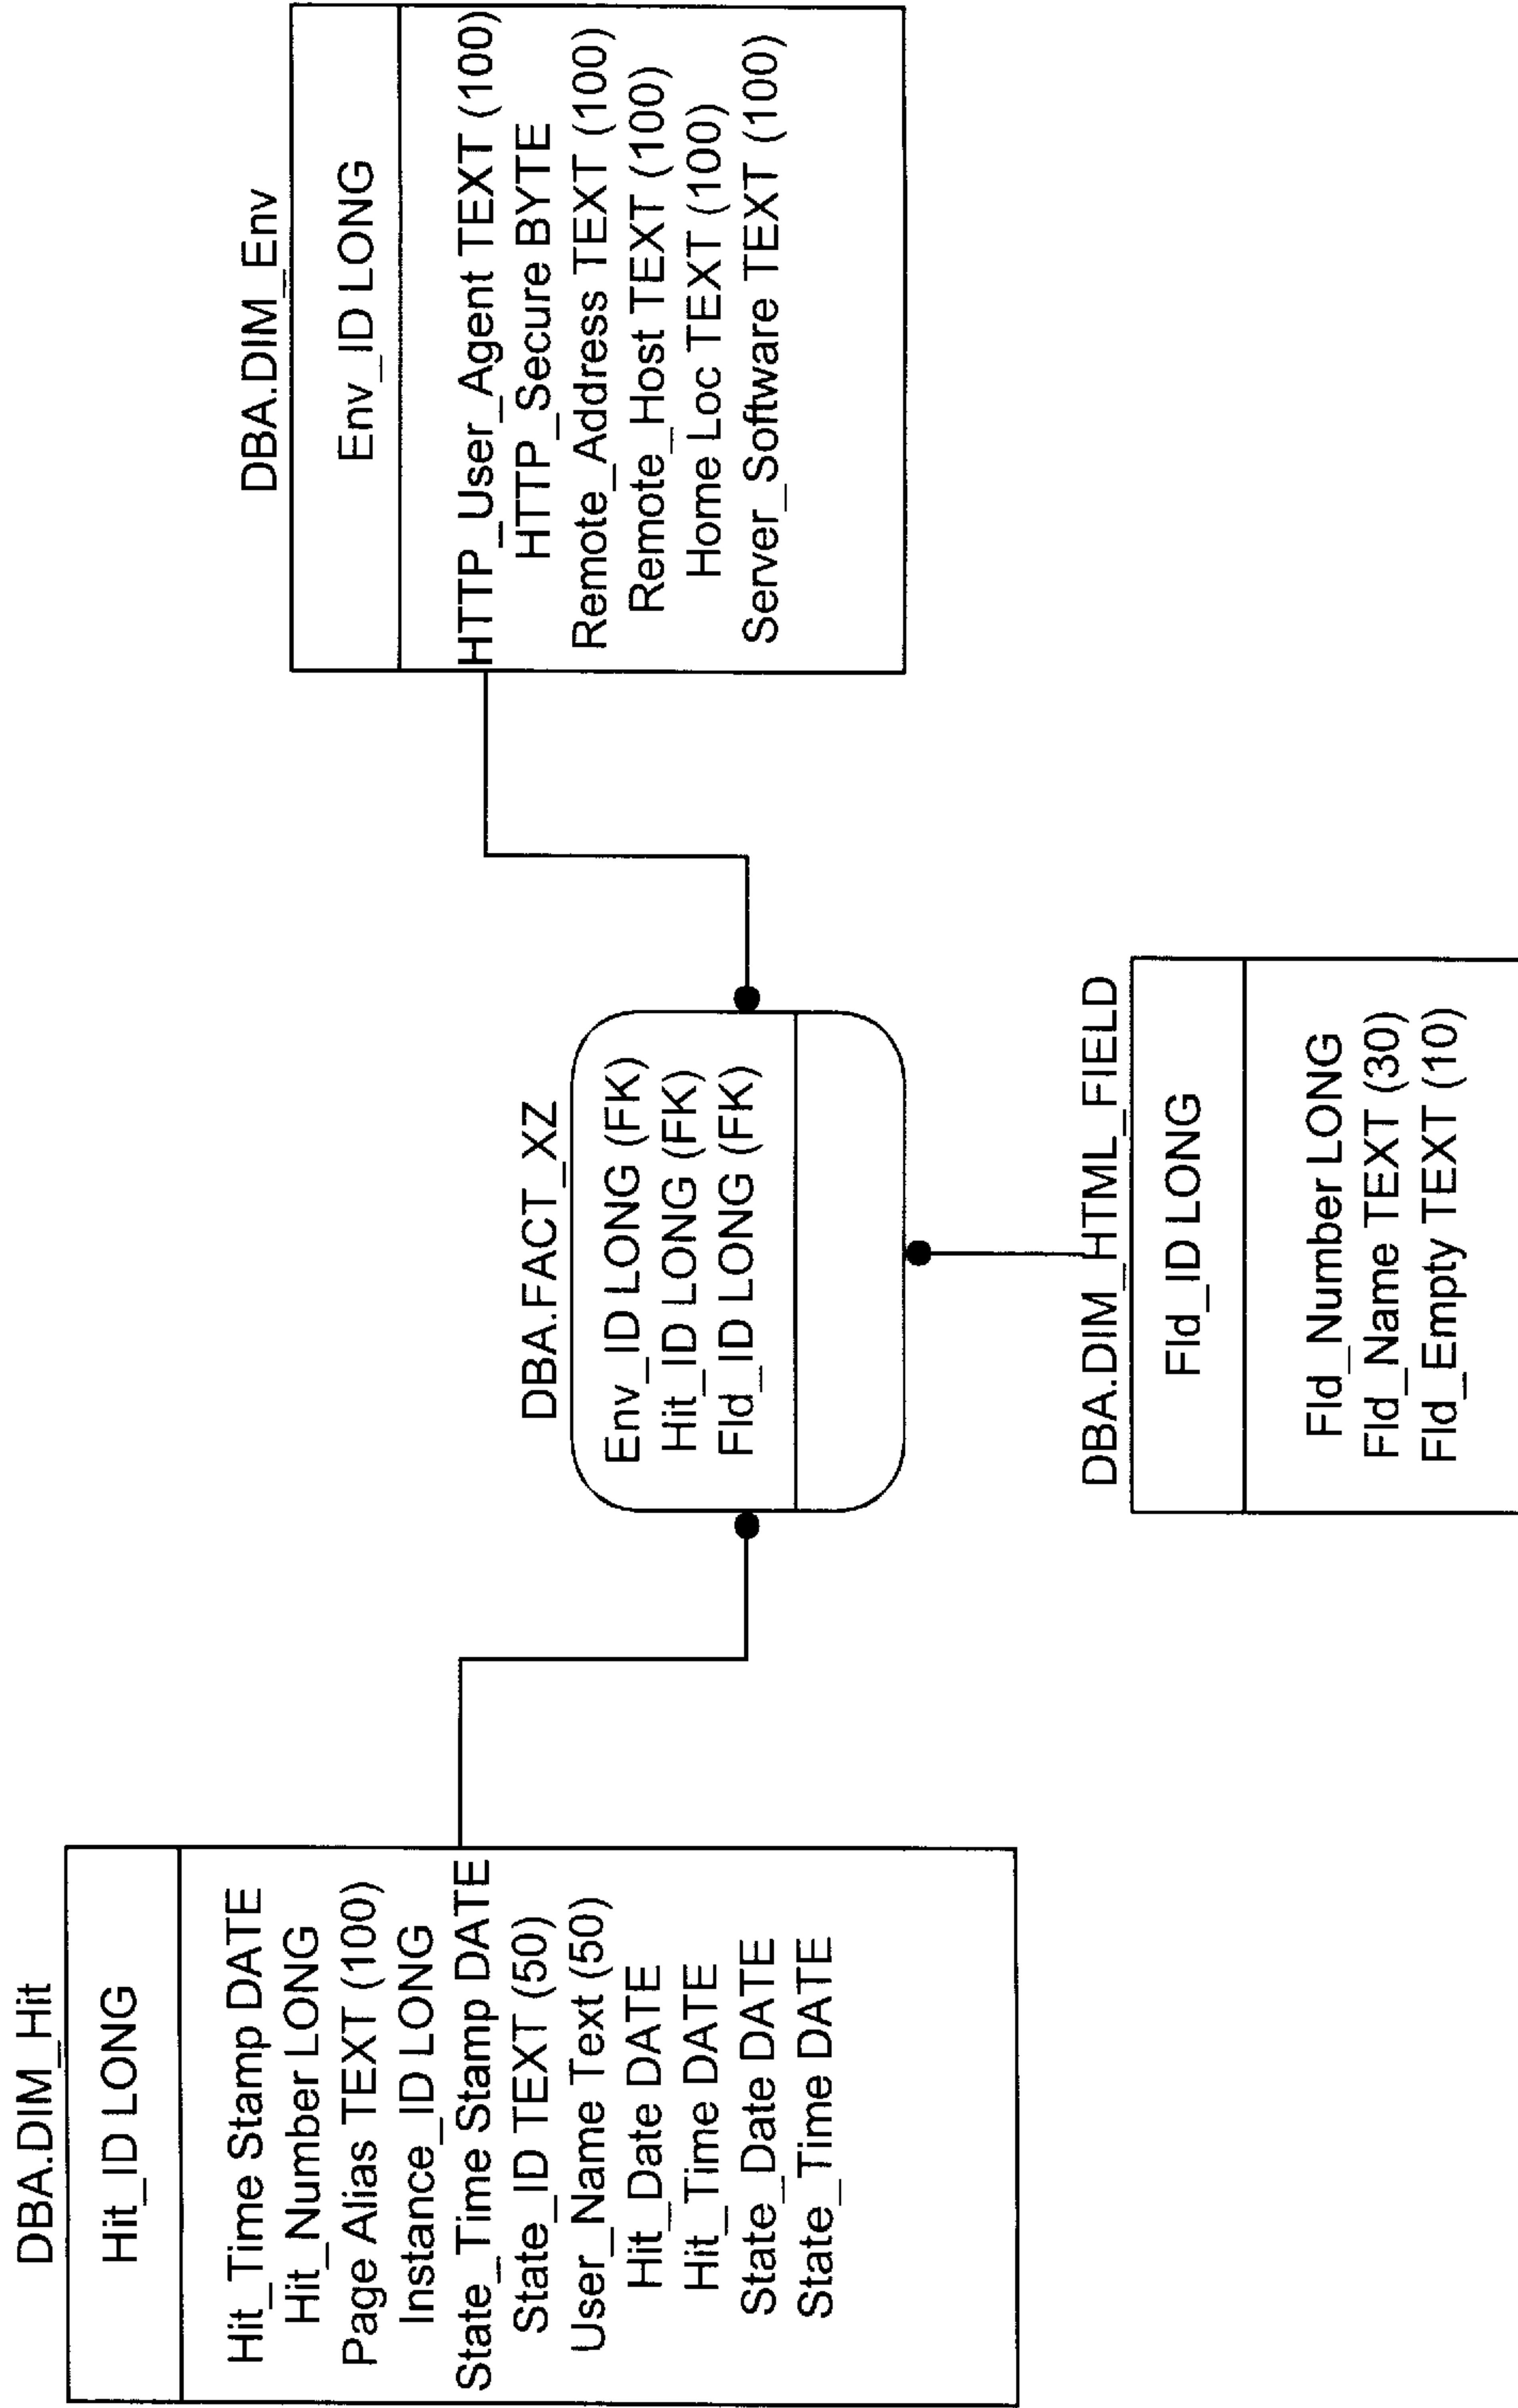 DBA.DIM_Hit
Hit_ID LONG
Hit_Time Stamp DATE
Hit_Number LONG
Page Alias TEXT (100)
Instance_ID LONG
State_Time Stamp DATE
State_ID TEXT (50)
User_Name Text (50)
Hit_Date DATE
Hit_Time DATE
State_Date DATE
State_Time DATE
DBA.FACT_XZ
Env_ID LONG (FK)
Hit_ID LONG (FK)
Fld_ID LONG (FK)
DBA.DIM_HTML_FIELD
Fld_ID LONG
Fld_Number LONG
Fld_Name TEXT (30)
Fld_Empty TEXT (10)
DBA.DIM_Env
Env_ID LONG
HTTP_User_Agent TEXT (100)
HTTP_Secure BYTE
Remote_Address TEXT (100)
Remote_Host TEXT (100)
Home Loc TEXT (100)
Server_Software TEXT (100)